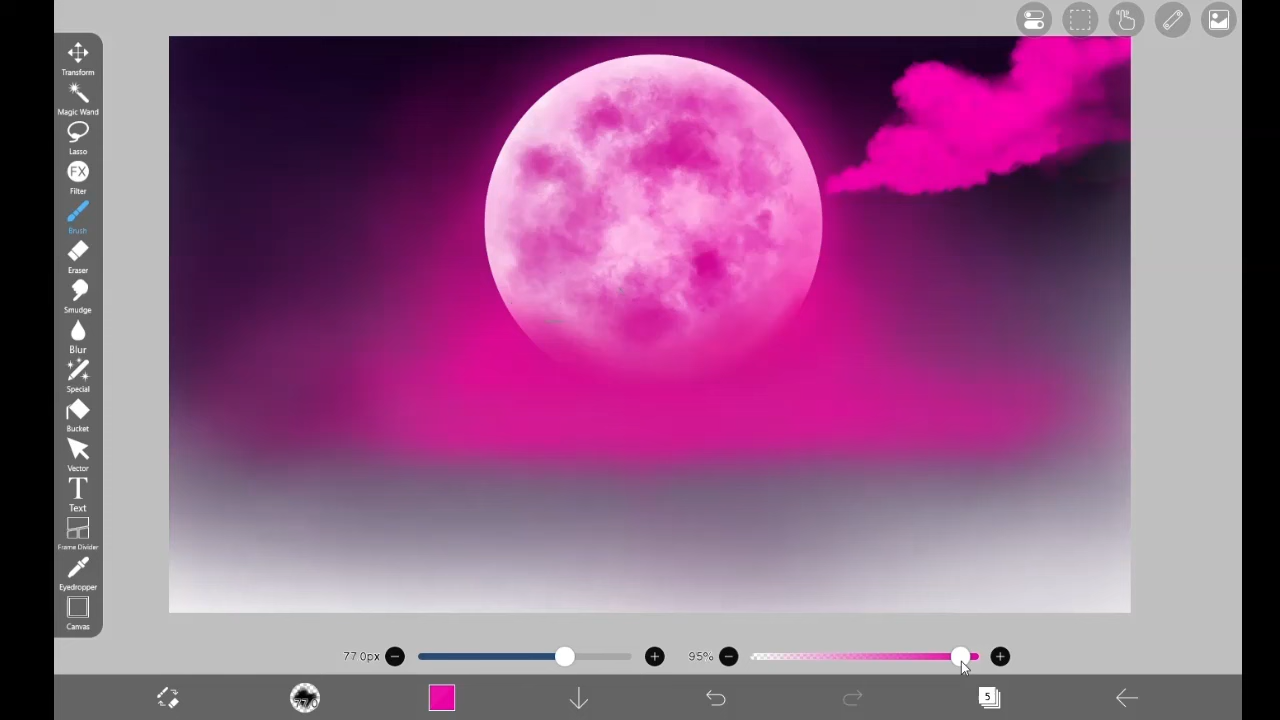 Transform
Magic Wand
Lasso
FX
Filter
Brush
Eraser
Smudge
Blur
Special
Bucket
Vector
T
Text
Frame Divider
Eyedropper
Canvas
77.0px
95%
770
5